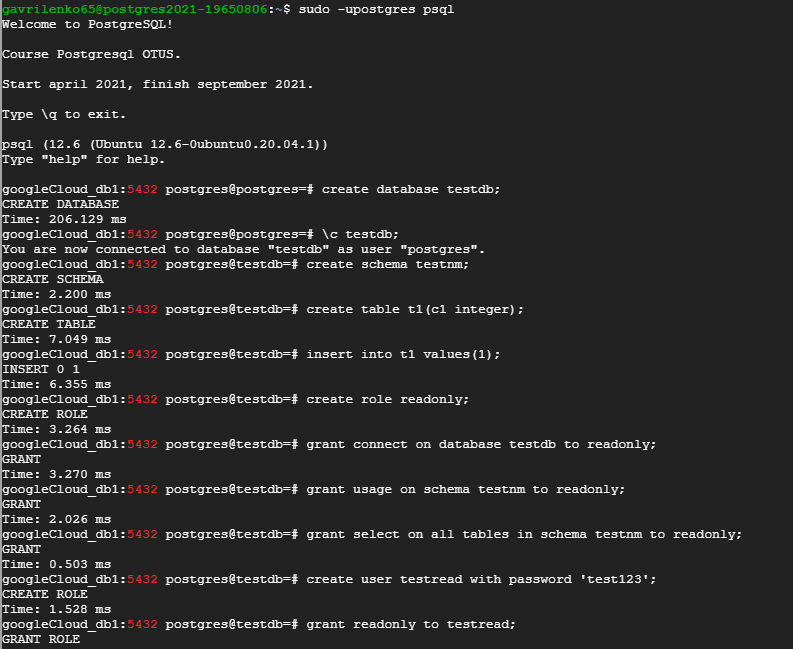 gavrilenko65@postgres2021-19650806:~$ sudo -upostgres psql
Welcome to PostgreSQL!
Course Postgresql OTUS.
Start april 2021, finish september 2021.
Type \q to exit.
psql (12.6 (Ubuntu 12.6-0ubuntu0.20.04.1))
Type "help" for help.
googleCloud_db1:5432 postgres@postgres=# create database testdb;
CREATE DATABASE
Time: 206.129 ms
googleCloud_db1:5432 postgres@postgres=# \c testdb;
You are now connected to database "testdb" as user "postgres".
googleCloud_db1:5432 postgres@testdb=# create schema testnm;
CREATE SCHEMA
Time: 2.200 ms
googleCloud_db1:5432 postgres@testdb=# create table t1(c1 integer);
CREATE TABLE
Time: 7.049 ms
googleCloud_db1:5432 postgres@testdb=# insert into t1 values(1);
INSERT 0 1
Time: 6.355 ms
googleCloud_db1:5432 postgres@testdb=# create role readonly;
CREATE ROLE
Time: 3.264 ms
googleCloud_db1:5432 postgres@testdb=# grant connect on database testdb to readonly;
GRANT
Time: 3.270 ms
googleCloud_db1:5432 postgres@testdb=# grant usage on schema testnm to readonly;
GRANT
Time: 2.026 ms
googleCloud_db1:5432 postgres@testdb=# grant select on all tables in schema testnm to readonly;
GRANT
Time: 0.503 ms
googleCloud_db1:5432 postgres@testdb=# create user testread with password 'test123';
CREATE ROLE
Time: 1.528 ms
googleCloud_db1:5432 postgres@testdb=# grant readonly to testread;
GRANT ROLE